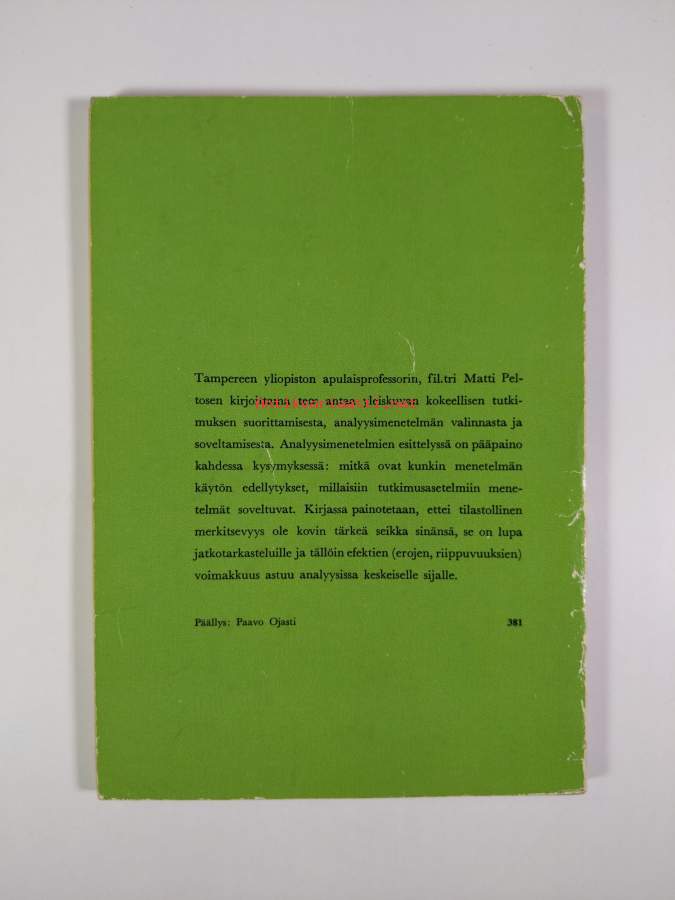 Tampereen yliopiston apulaisprofessorin, fil.tri Matti Pel-
tosen kirjoittama teos antaa yleiskuvan kokeellisen tutki-
muksen suorittamisesta, analyysimenetelmän valinnasta ja
soveltamisesta. Analyysimenetelmien esittelyssä on pääpaino
kahdessa kysymyksessä: mitkä ovat kunkin menetelmän
käytön edellytykset, millaisiin tutkimusasetelmiin mene-
telmät soveltuvat. Kirjassa painotetaan, ettei tilastollinen
merkitsevyys ole kovin tärkeä seikka sinänsä, se on lupa
jatkotarkasteluille ja tällöin efektien (erojen, riippuvuuksien)
voimakkuus astuu analyysissa keskeiselle sijalle.
Päällys: Paavo Ojasti 381